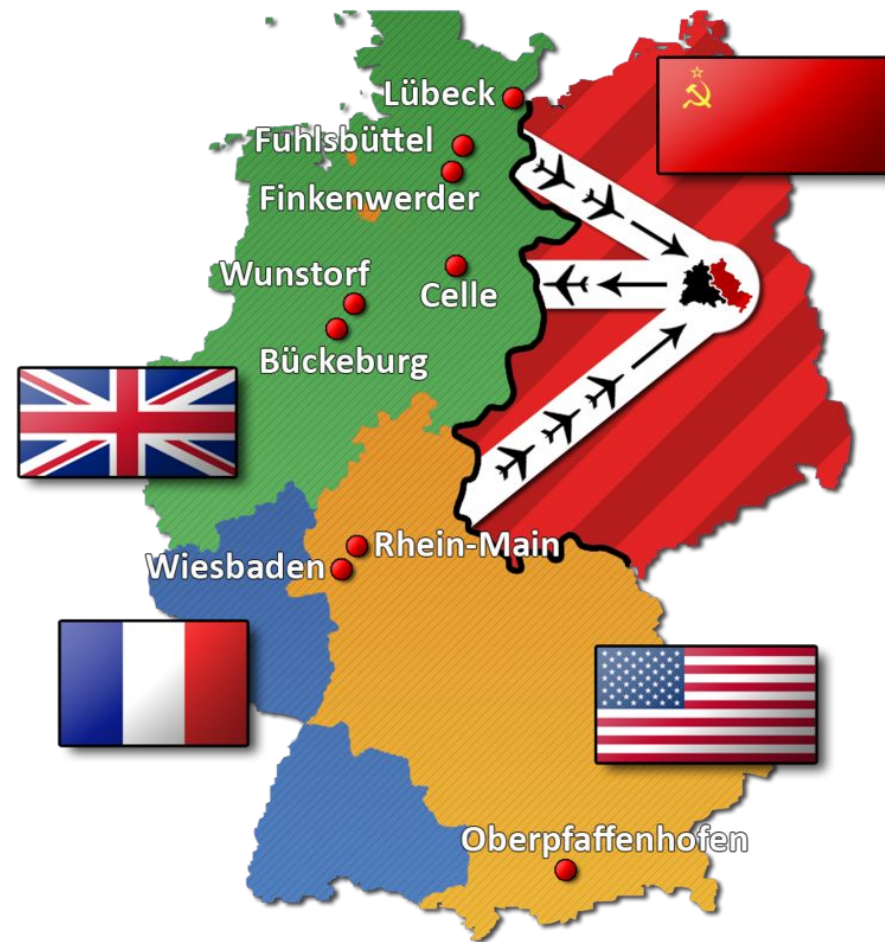 Lübeck
Fuhlsbüttel
Finkenwerder
Wunstorf
Celle
Bückeburg
Rhein-Main
Wiesbaden
Oberpfaffenhofen